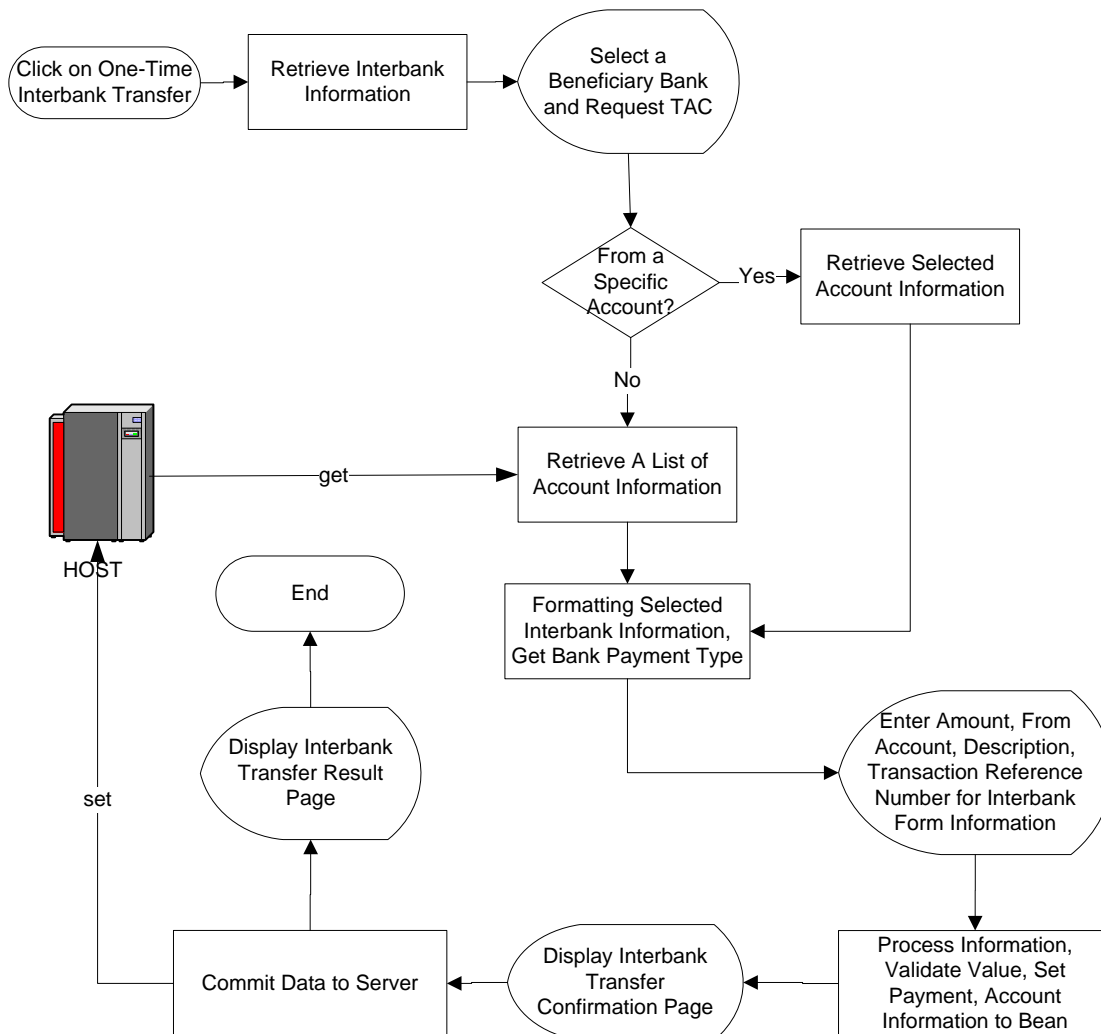 Click on One-Time
Interbank Transfer
Retrieve Interbank
Information
Select a
Beneficiary Bank
and Request TAC
From a
Specific
Account?
Yes
Retrieve Selected
Account Information
No
get
Retrieve A List of
Account Information
HOST
End
Formatting Selected
Interbank Information,
Get Bank Payment Type
Enter Amount, From
Account, Description,
Transaction Reference
Number for Interbank
Form Information
Display Interbank
Transfer Result
Page
set
Commit Data to Server
Display Interbank
Transfer
Confirmation Page
Process Information,
Validate Value, Set
Payment, Account
Information to Bean